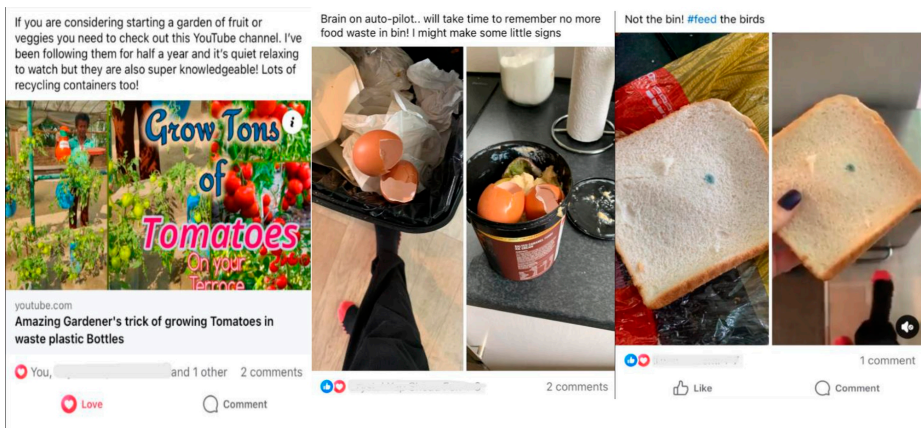 If you are considering starting a garden of fruit or
veggies you need to check out this YouTube channel. I've
been following them for half a year and it's quiet relaxing
to watch but they are also super knowledgeable! Lots of
recycling containers too!
i
Grow Tons
of
Tomatoes
On your
Terrace
youtube.com
Amazing Gardener's trick of growing Tomatoes in
waste plastic Bottles
You,
and 1 other 2 comments
Love Comment
Brain on auto-pilot.. will take time to remember no more
food waste in bin! I might make some little signs
2 comments
Not the bin! #feed the birds
1 comment
Like Comment